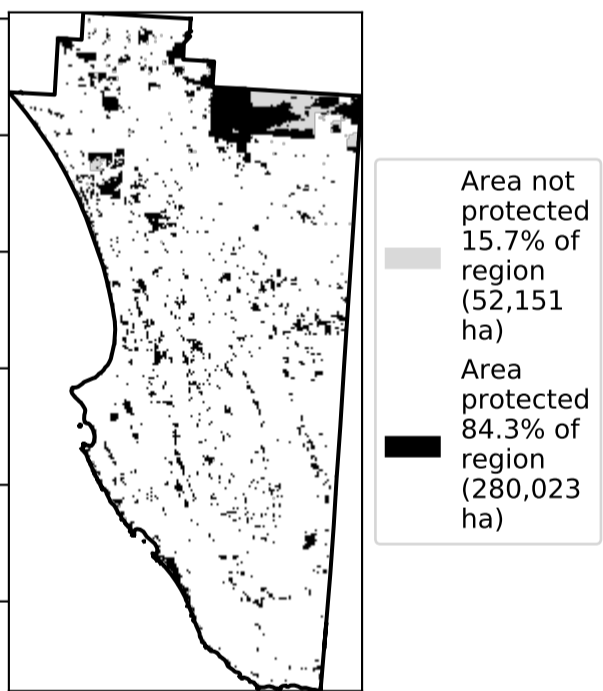 Area not
protected
15.7% of
region
(52,151
ha)
Area
protected
84.3% of
region
(280,023
ha)